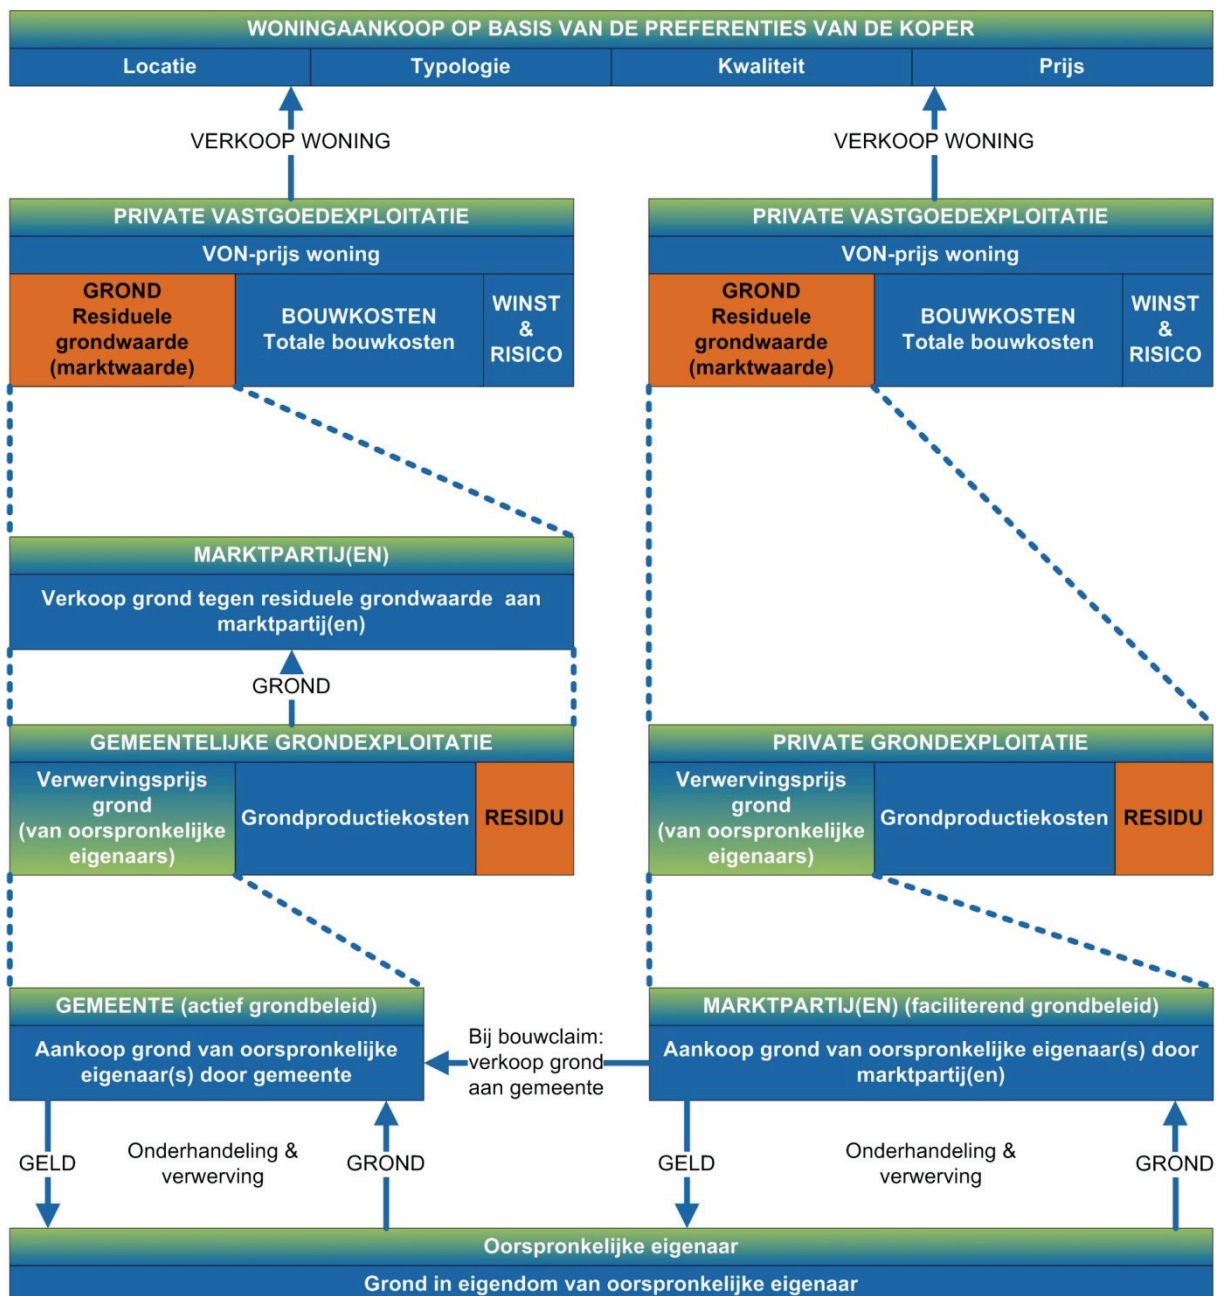 WONINGAANKOOP OP BASIS VAN DE PREFERENTIES VAN DE KOPER
Locatie
Typologie
Kwaliteit
Prijs
VERKOOP WONING
VERKOOP WONING
PRIVATE VASTGOEDEXPLOITATIE
VON-prijs woning
GROND
Residuele
grondwaarde
(marktwaarde)
BOUWKOSTEN
Totale bouwkosten
WINST
&
RISICO
PRIVATE VASTGOEDEXPLOITATIE
VON-prijs woning
GROND
Residuele
grondwaarde
(marktwaarde)
BOUWKOSTEN
Totale bouwkosten
WINST
&
RISICO
MARKTPARTIJ(EN)
Verkoop grond tegen residuele grondwaarde aan
marktpartij(en)
GROND
GEMEENTELIJKE GRONDEXPLOITATIE
Verwervingsprijs
grond
(van oorspronkelijke
eigenaars)
Grondproductiekosten
RESIDU
PRIVATE GRONDEXPLOITATIE
Verwervingsprijs
grond
(van oorspronkelijke
eigenaars)
Grondproductiekosten
RESIDU
GEMEENTE (actief grondbeleid)
Aankoop grond van oorspronkelijke
eigenaar(s) door gemeente
Bij bouwclaim:
verkoop grond
aan gemeente
MARKTPARTIJ(EN) (faciliterend grondbeleid)
Aankoop grond van oorspronkelijke eigenaar(s) door
marktpartij(en)
GELD
Onderhandeling &
verwerving
GROND
GELD
Onderhandeling &
verwerving
GROND
Oorspronkelijke eigenaar
Grond in eigendom van oorspronkelijke eigenaar